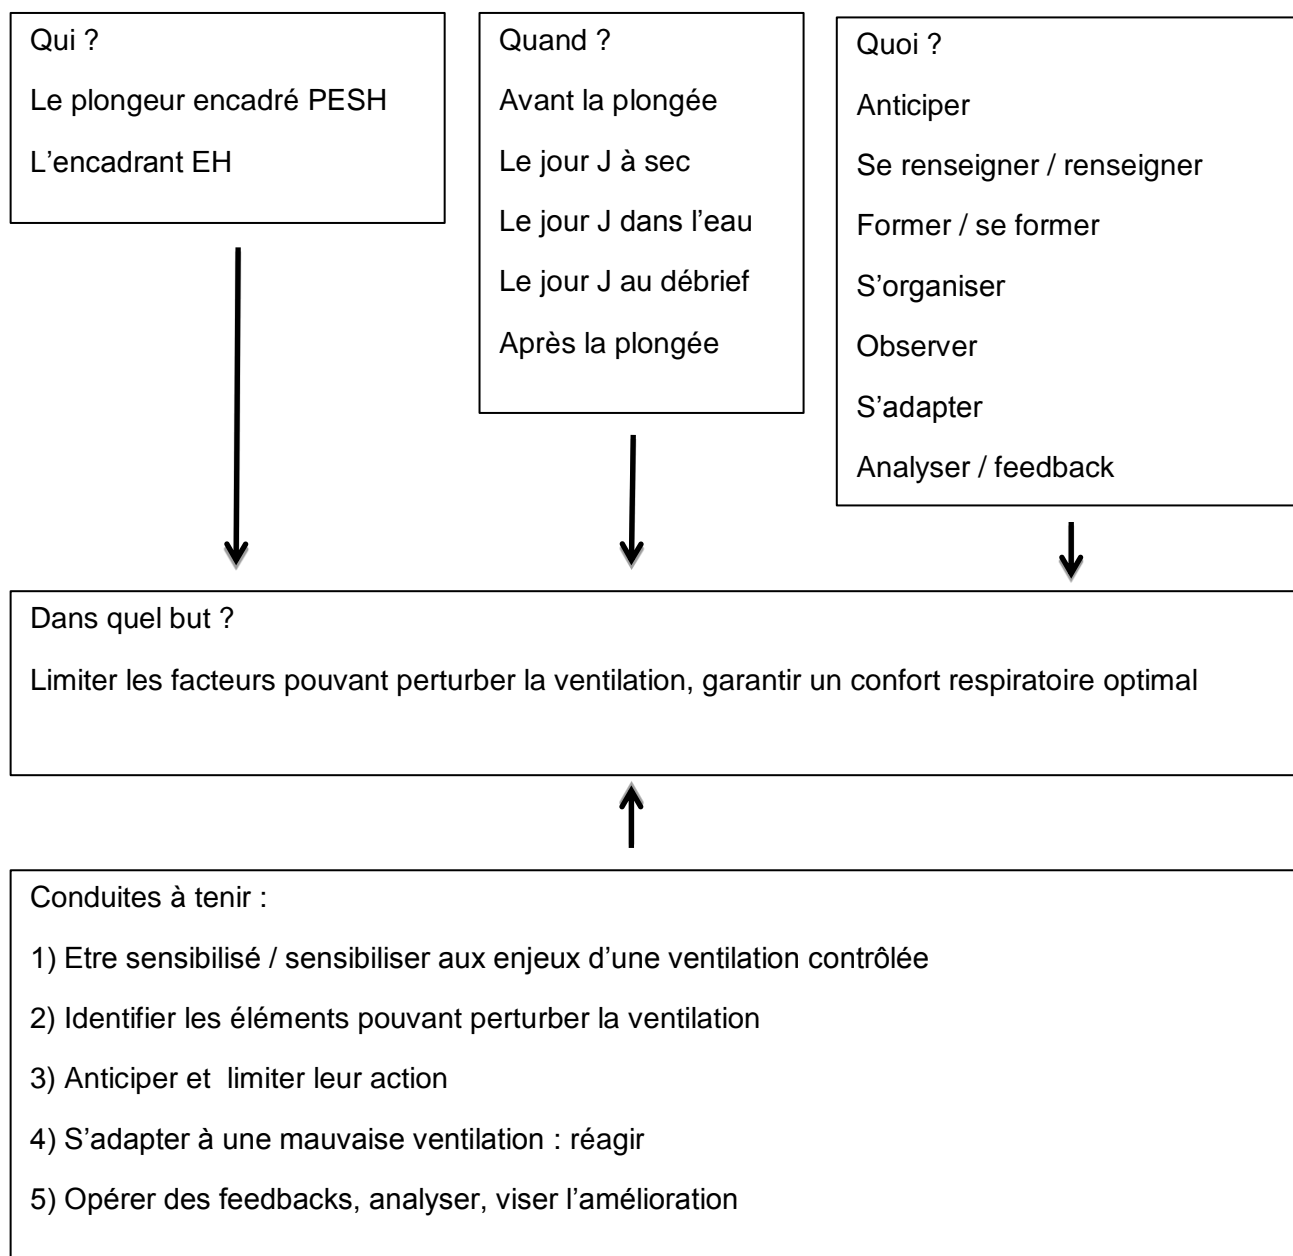 Qui ?
Le plongeur encadré PESH
L’encadrant EH
Quand ?
Avant la plongée
Le jour J à sec
Le jour J dans l’eau
Le jour J au débrief
Après la plongée
Quoi ?
Anticiper
Se renseigner / renseigner
Former / se former
S’organiser
Observer
S’adapter
Analyser / feedback
Dans quel but ?
Limiter les facteurs pouvant perturber la ventilation, garantir un confort respiratoire optimal
Conduites à tenir :
1) Etre sensibilisé / sensibiliser aux enjeux d’une ventilation contrôlée
2) Identifier les éléments pouvant perturber la ventilation
3) Anticiper et  limiter leur action
4) S’adapter à une mauvaise ventilation : réagir
5) Opérer des feedbacks, analyser, viser l’amélioration